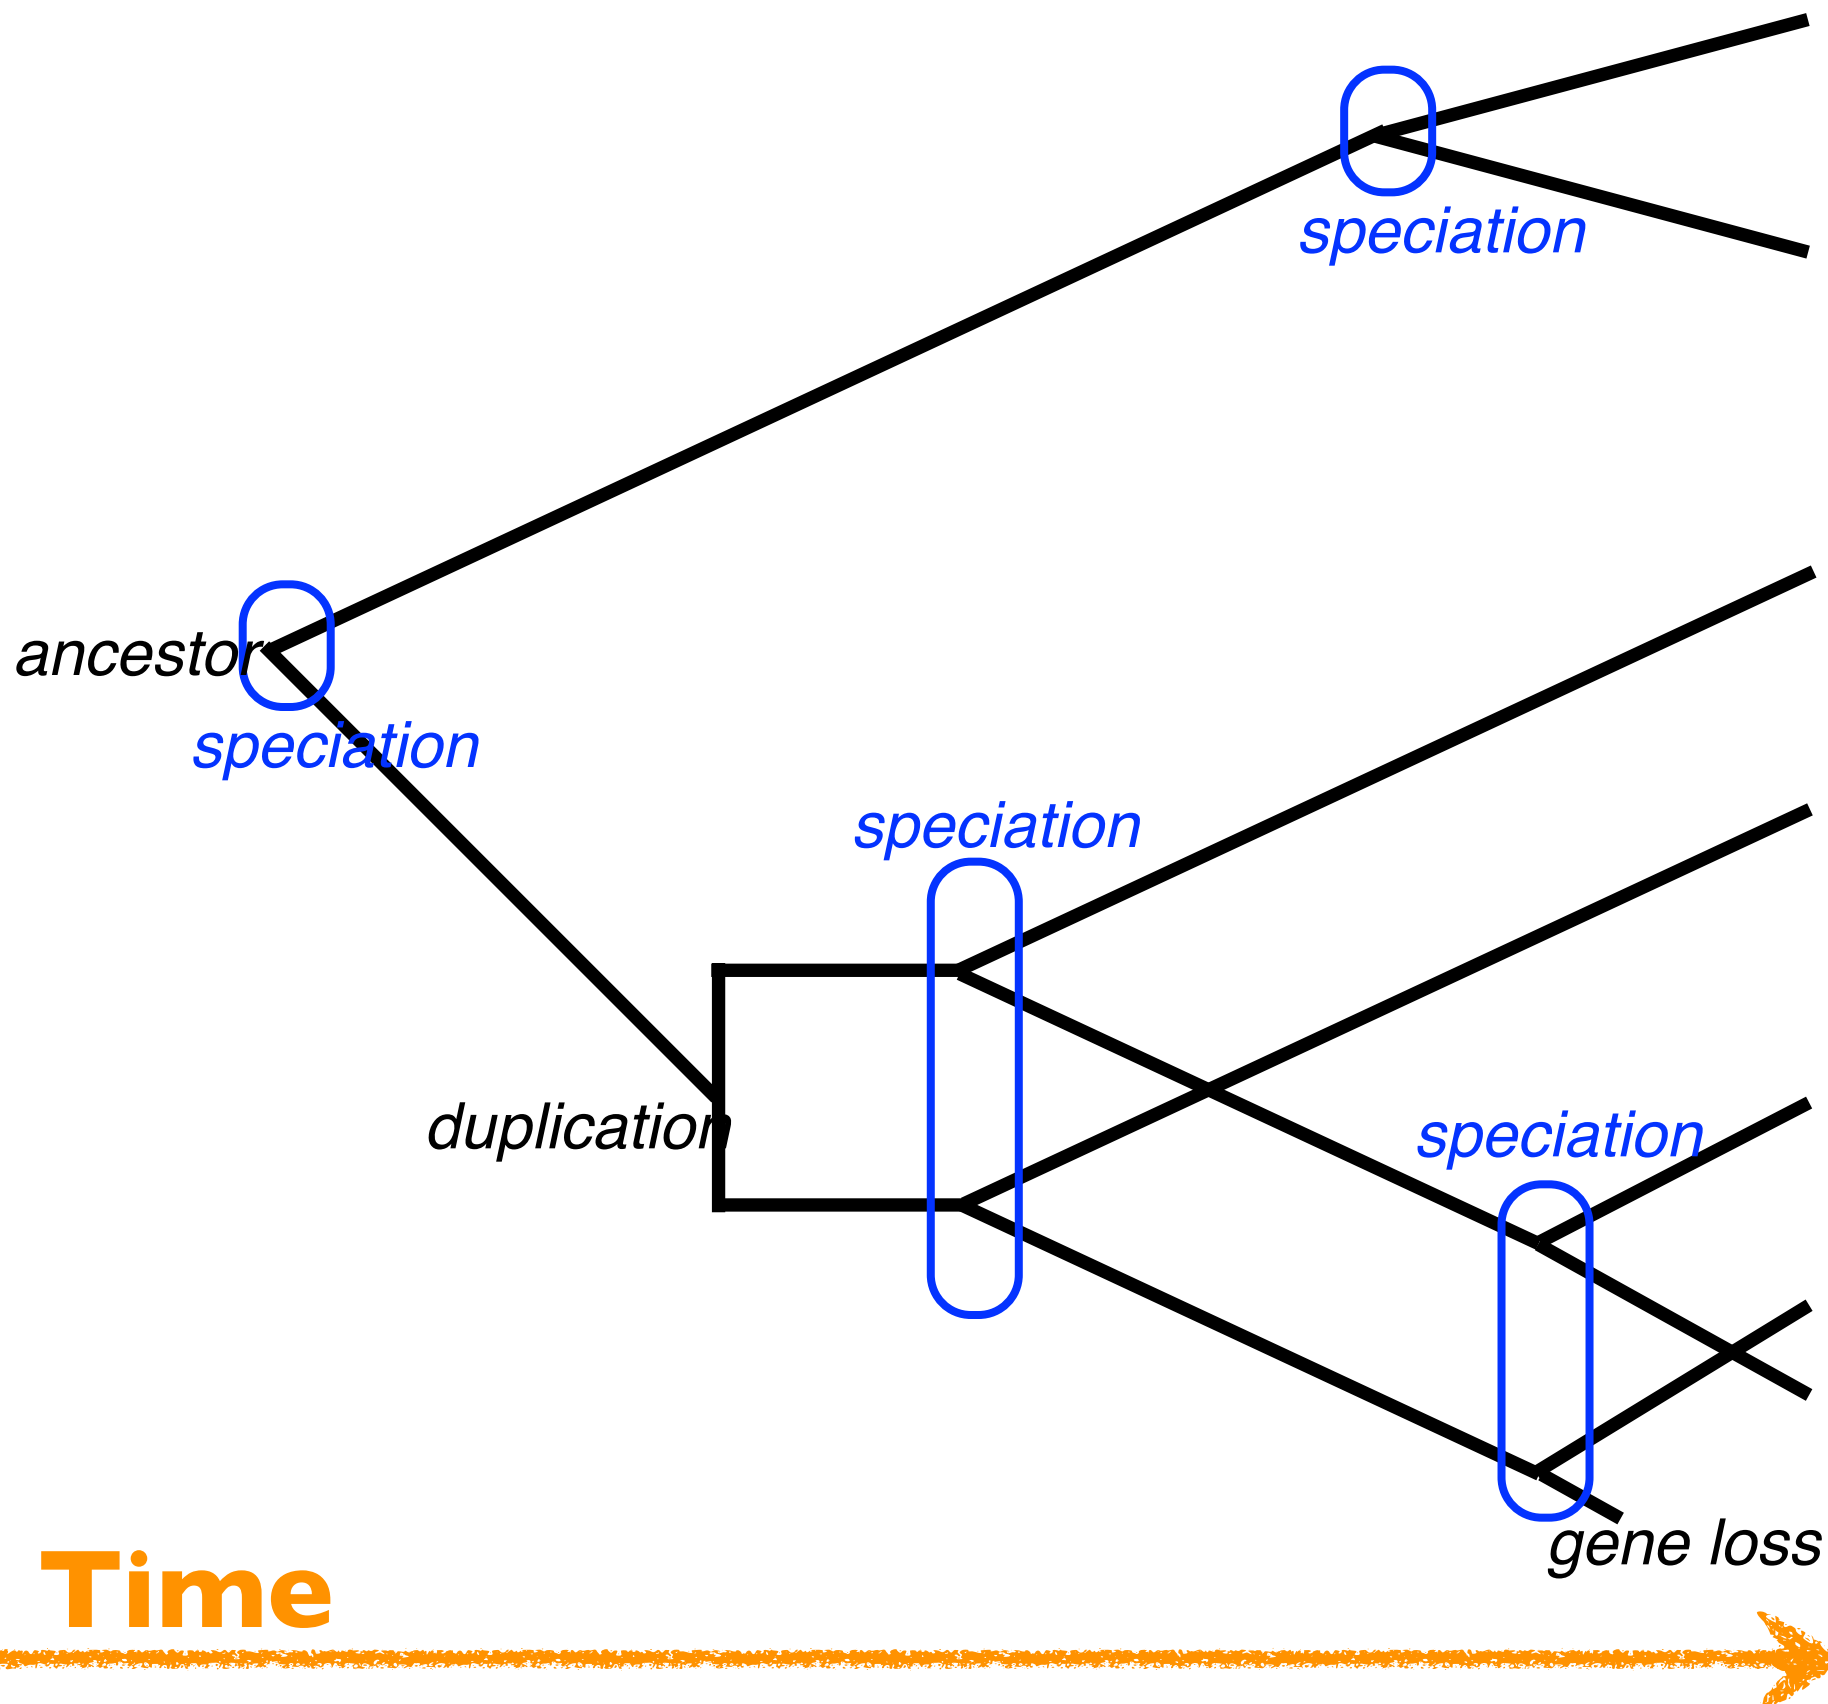 speciation
ancestor
speciation
speciation
duplication
speciation
gene loss
Time